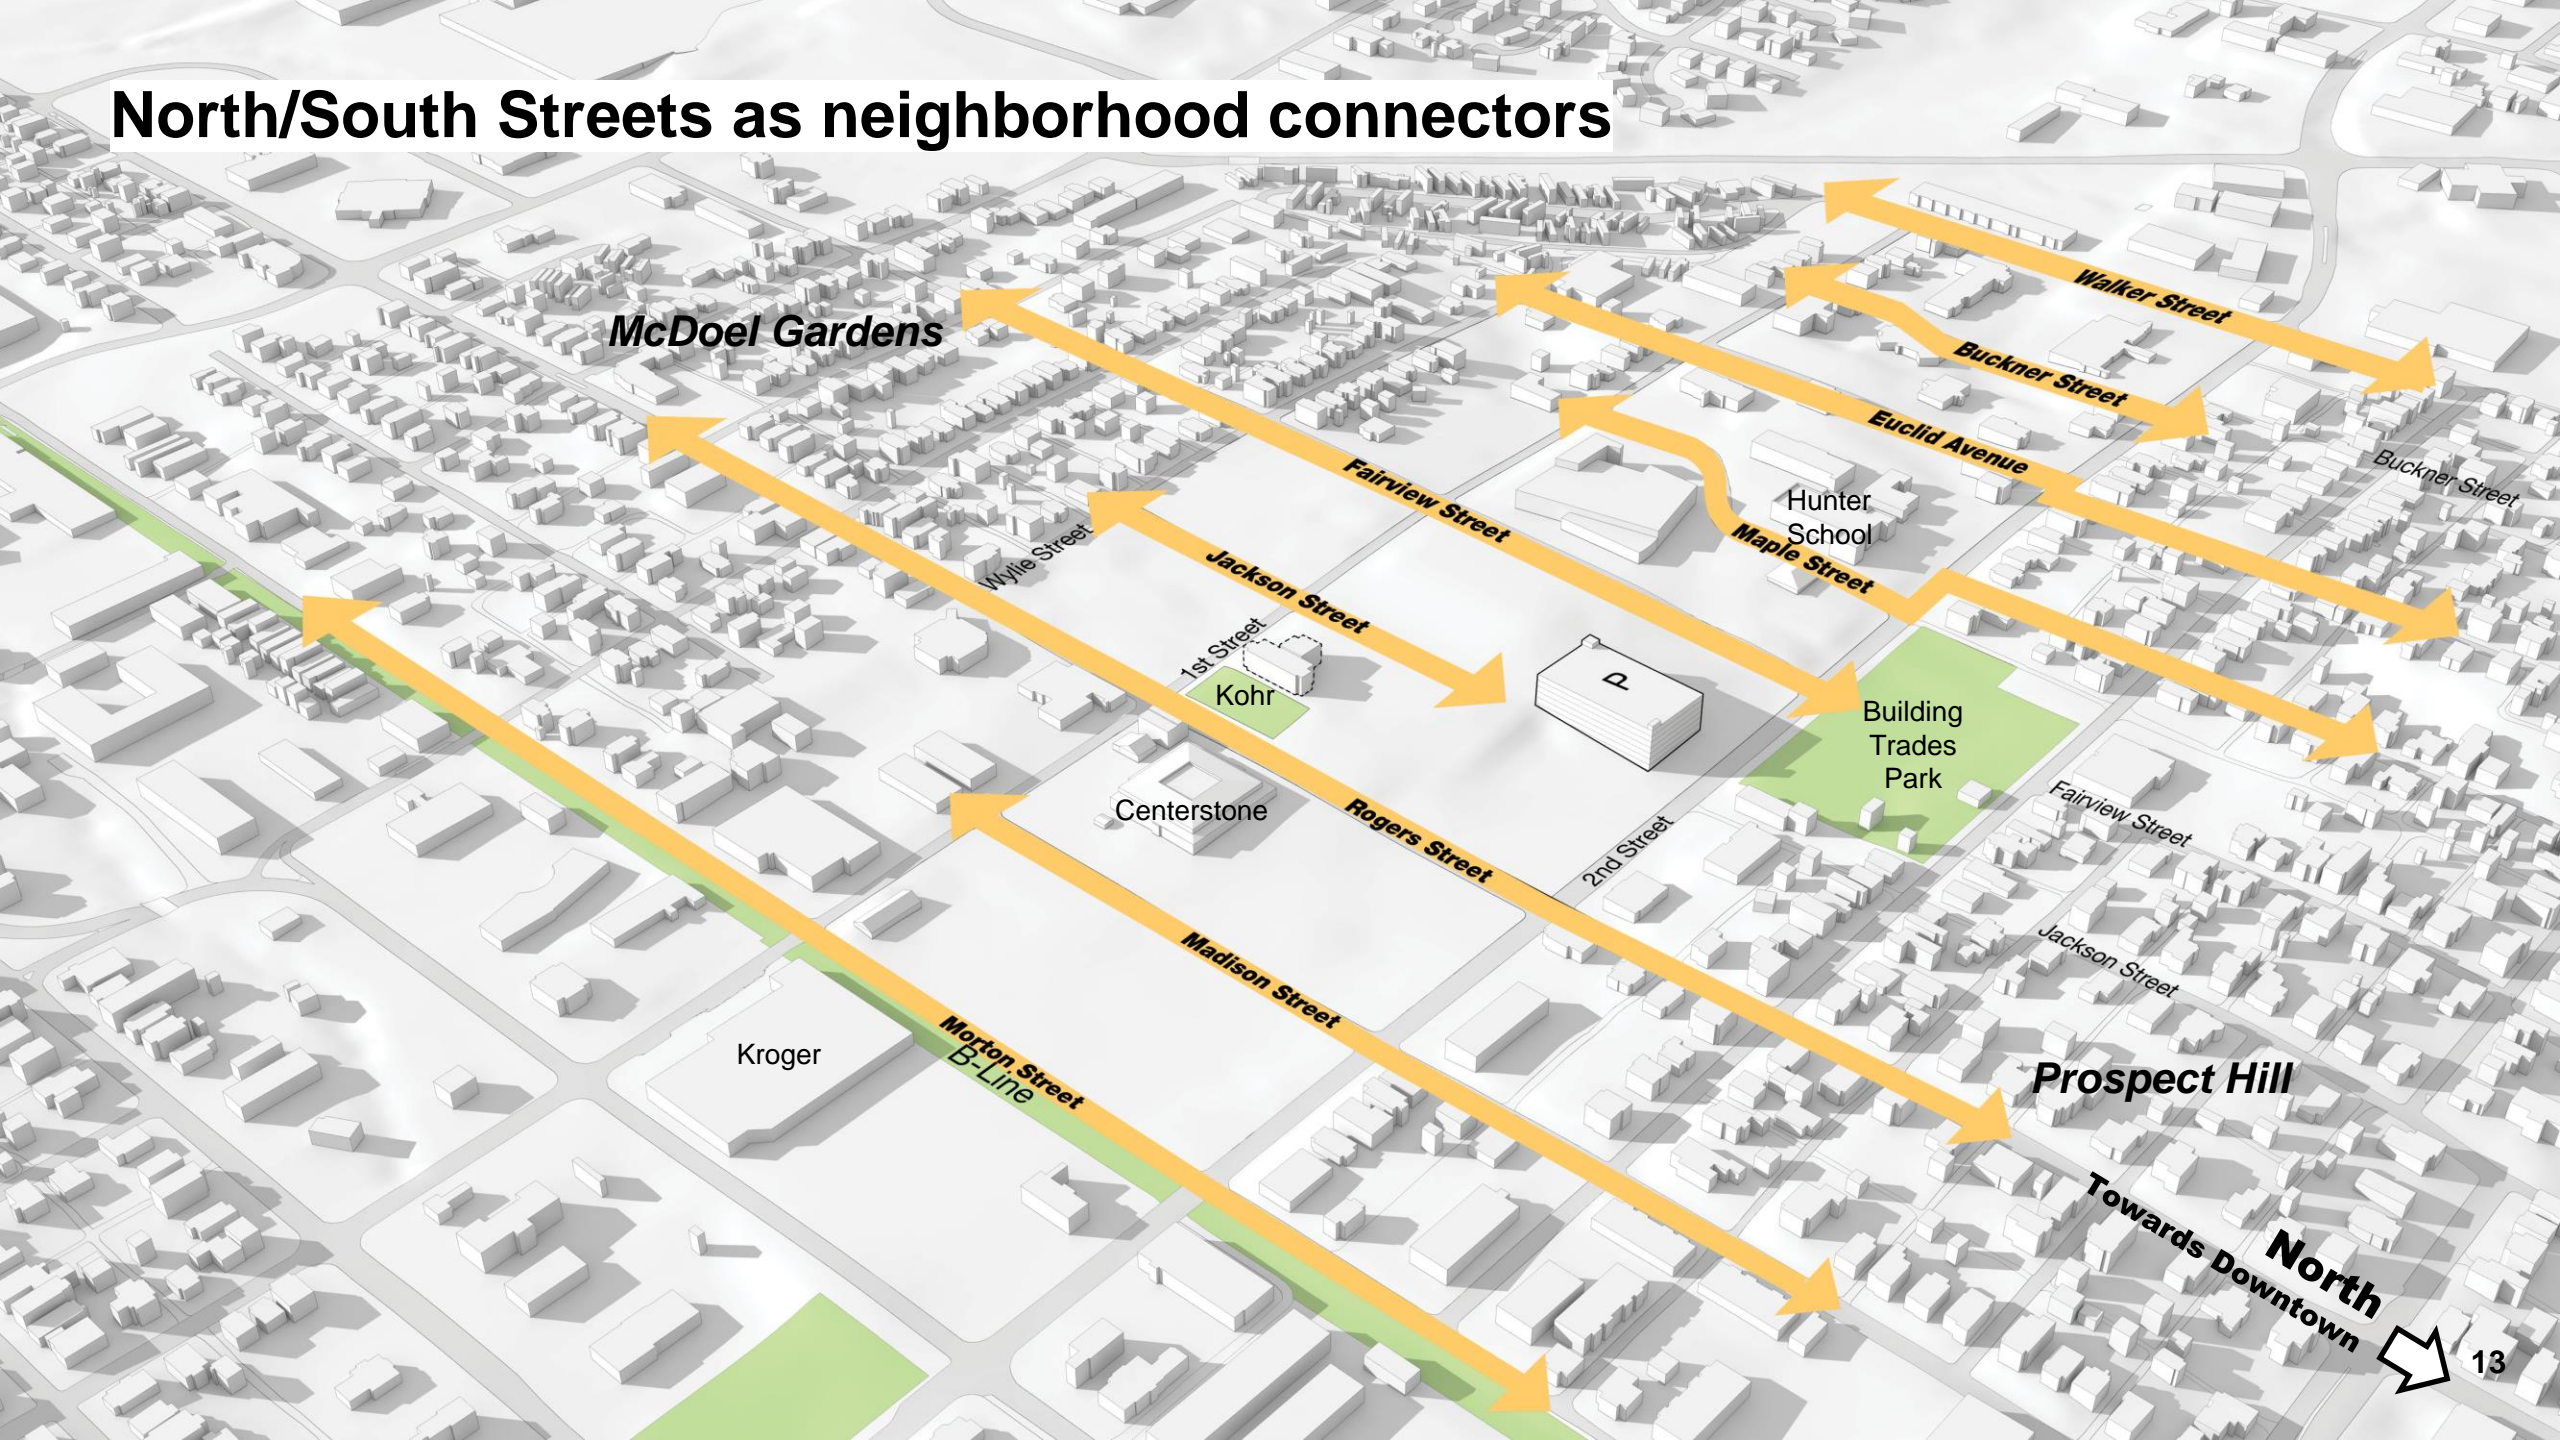 North/South Streets as neighborhood connectors
Walker Street
McDoel Gardens
Buckner Street
Euclid Avenue
Buckner Street
Fairview Street
Hunter
School
Maple Street
Wylie Street
Jackson Street
1st Street
Kohr
P
Building
Trades
Park
Centerstone
Rogers Street
2nd Street
Fairview Street
Madison Street
Jackson Street
Kroger
Morton Street
B-Line
Prospect Hill
North
Towards Downtown
13